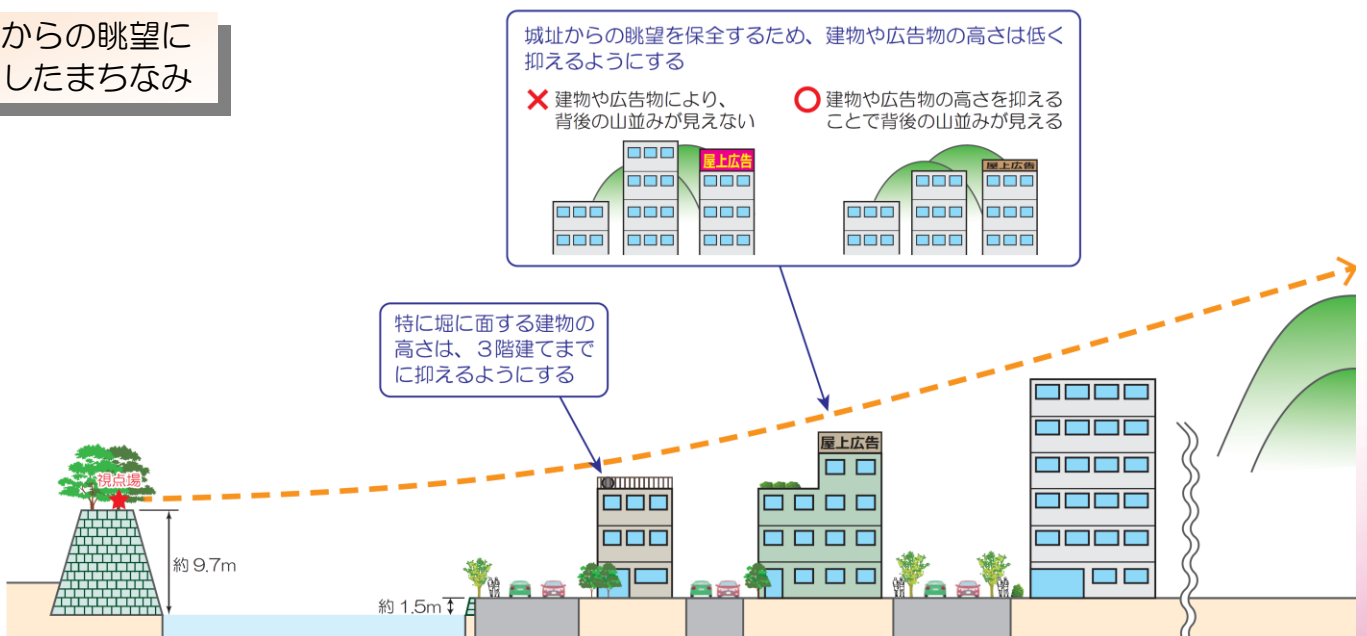 からの眺望に
したまちなみ
城址からの眺望を保全するため、建物や広告物の高さは低く
抑えるようにする
✕ 建物や広告物により、
背後の山並みが見えない
屋上広告
○ 建物や広告物の高さを抑える
ことで背後の山並みが見える
屋上広告
特に堀に面する建物の
高さは、３階建てまで
に抑えるようにする
屋上広告
視点場
約9.7m
約1.5m